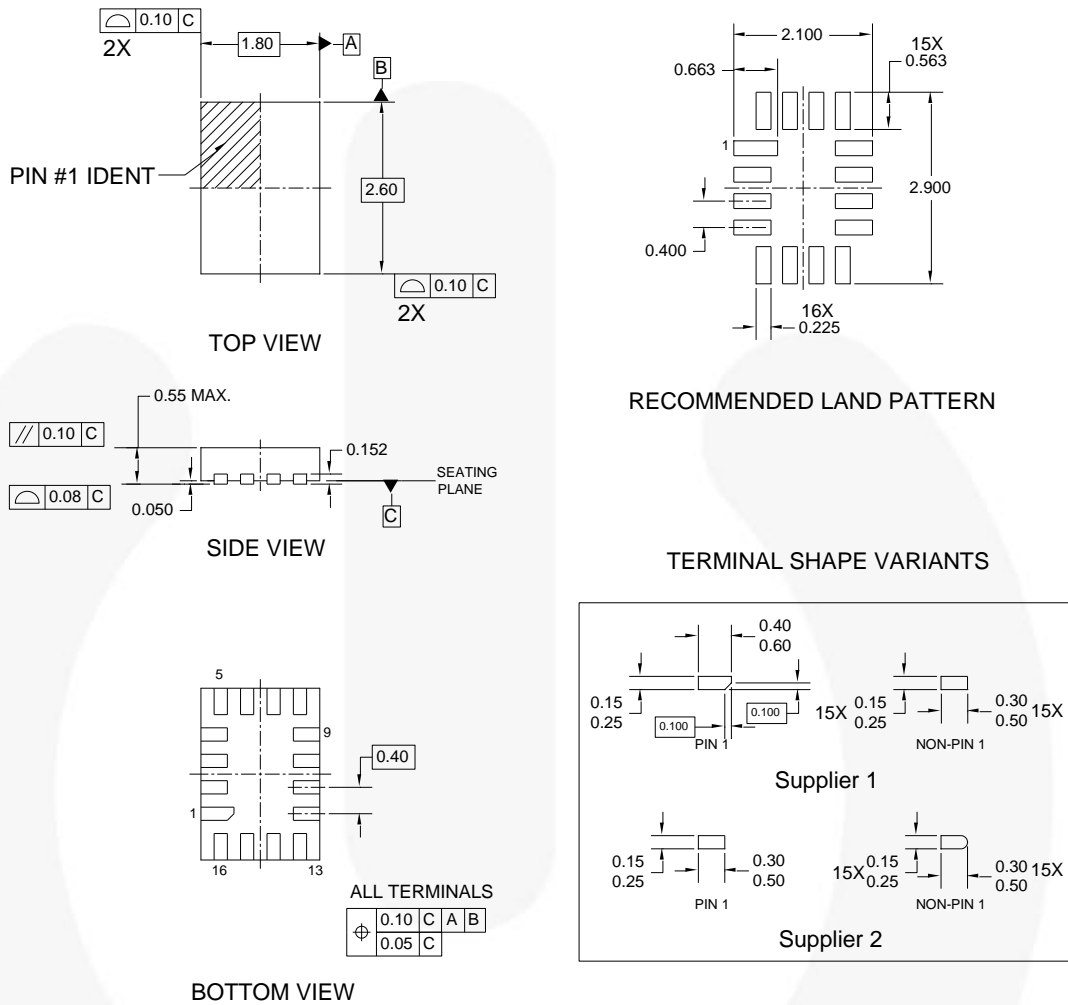 ⌓ 0.10 C
2X
1.80
A
B
PIN #1 IDENT
2.60
⌓ 0.10 C
2X
TOP VIEW
2.100
0.663
15X
0.563
1
2.900
0.400
16X
0.225
RECOMMENDED LAND PATTERN
0.55 MAX.
// 0.10 C
0.152
SEATING
PLANE
⌓ 0.08 C
0.050
C
SIDE VIEW
TERMINAL SHAPE VARIANTS
0.40
0.60
0.15
0.25
0.100
0.100
PIN 1
15X 0.15
0.25
0.30
0.50 15X
NON-PIN 1
Supplier 1
0.15
0.25
0.30
0.50
PIN 1
15X 0.15
0.25
0.30
0.50 15X
NON-PIN 1
Supplier 2
5
9
0.40
1
16
13
ALL TERMINALS
⌖ 0.10 C A B
0.05 C
BOTTOM VIEW